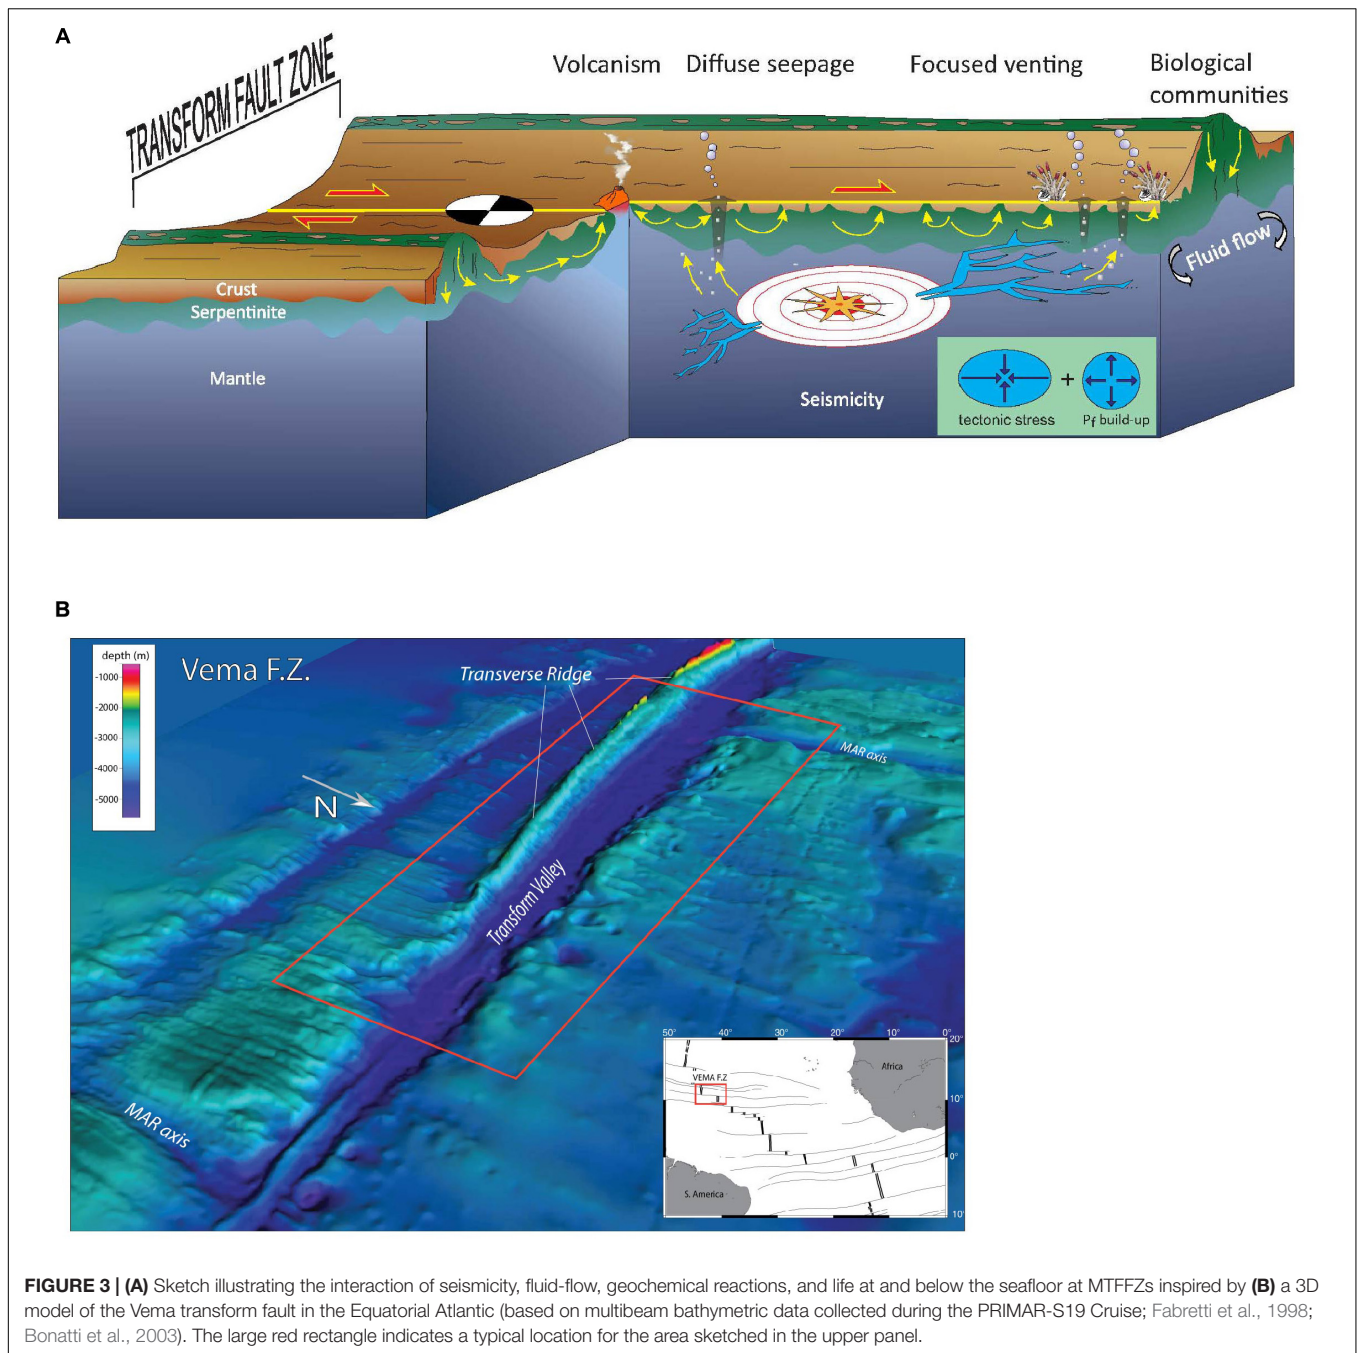 A
TRANSFORM FAULT ZONE
Volcanism
Diffuse seepage
Focused venting
Biological
communities
Fluid flow
Crust
Serpentinite
Mantle
Seismicity
+
tectonic stress
Pf build-up
B
depth (m)
-1000
-2000
-3000
-4000
-5000
Vema F.Z.
Transverse Ridge
N
MAR axis
Transform Valley
MAR axis
50° 40° 30° 20° 10° 0°
20°
Africa
VEMA F.Z
10°
0°
S. America
10°
FIGURE 3 | (A) Sketch illustrating the interaction of seismicity, fluid-flow, geochemical reactions, and life at and below the seafloor at MTFFZs inspired by (B) a 3D
model of the Vema transform fault in the Equatorial Atlantic (based on multibeam bathymetric data collected during the PRIMAR-S19 Cruise; Fabretti et al., 1998;
Bonatti et al., 2003). The large red rectangle indicates a typical location for the area sketched in the upper panel.